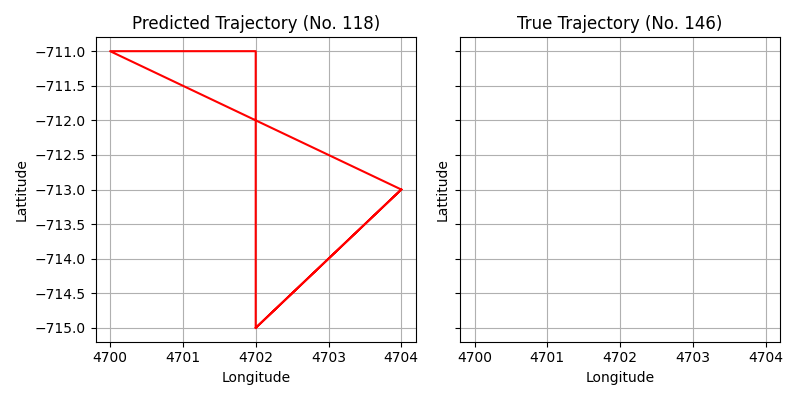 Predicted Trajectory (No. 118)
True Trajectory (No. 146)
Lattitude
−711.0
−711.5
−712.0
−712.5
−713.0
−713.5
−714.0
−714.5
−715.0
4700 4701 4702 4703 4704
Longitude
Lattitude
4700 4701 4702 4703 4704
Longitude